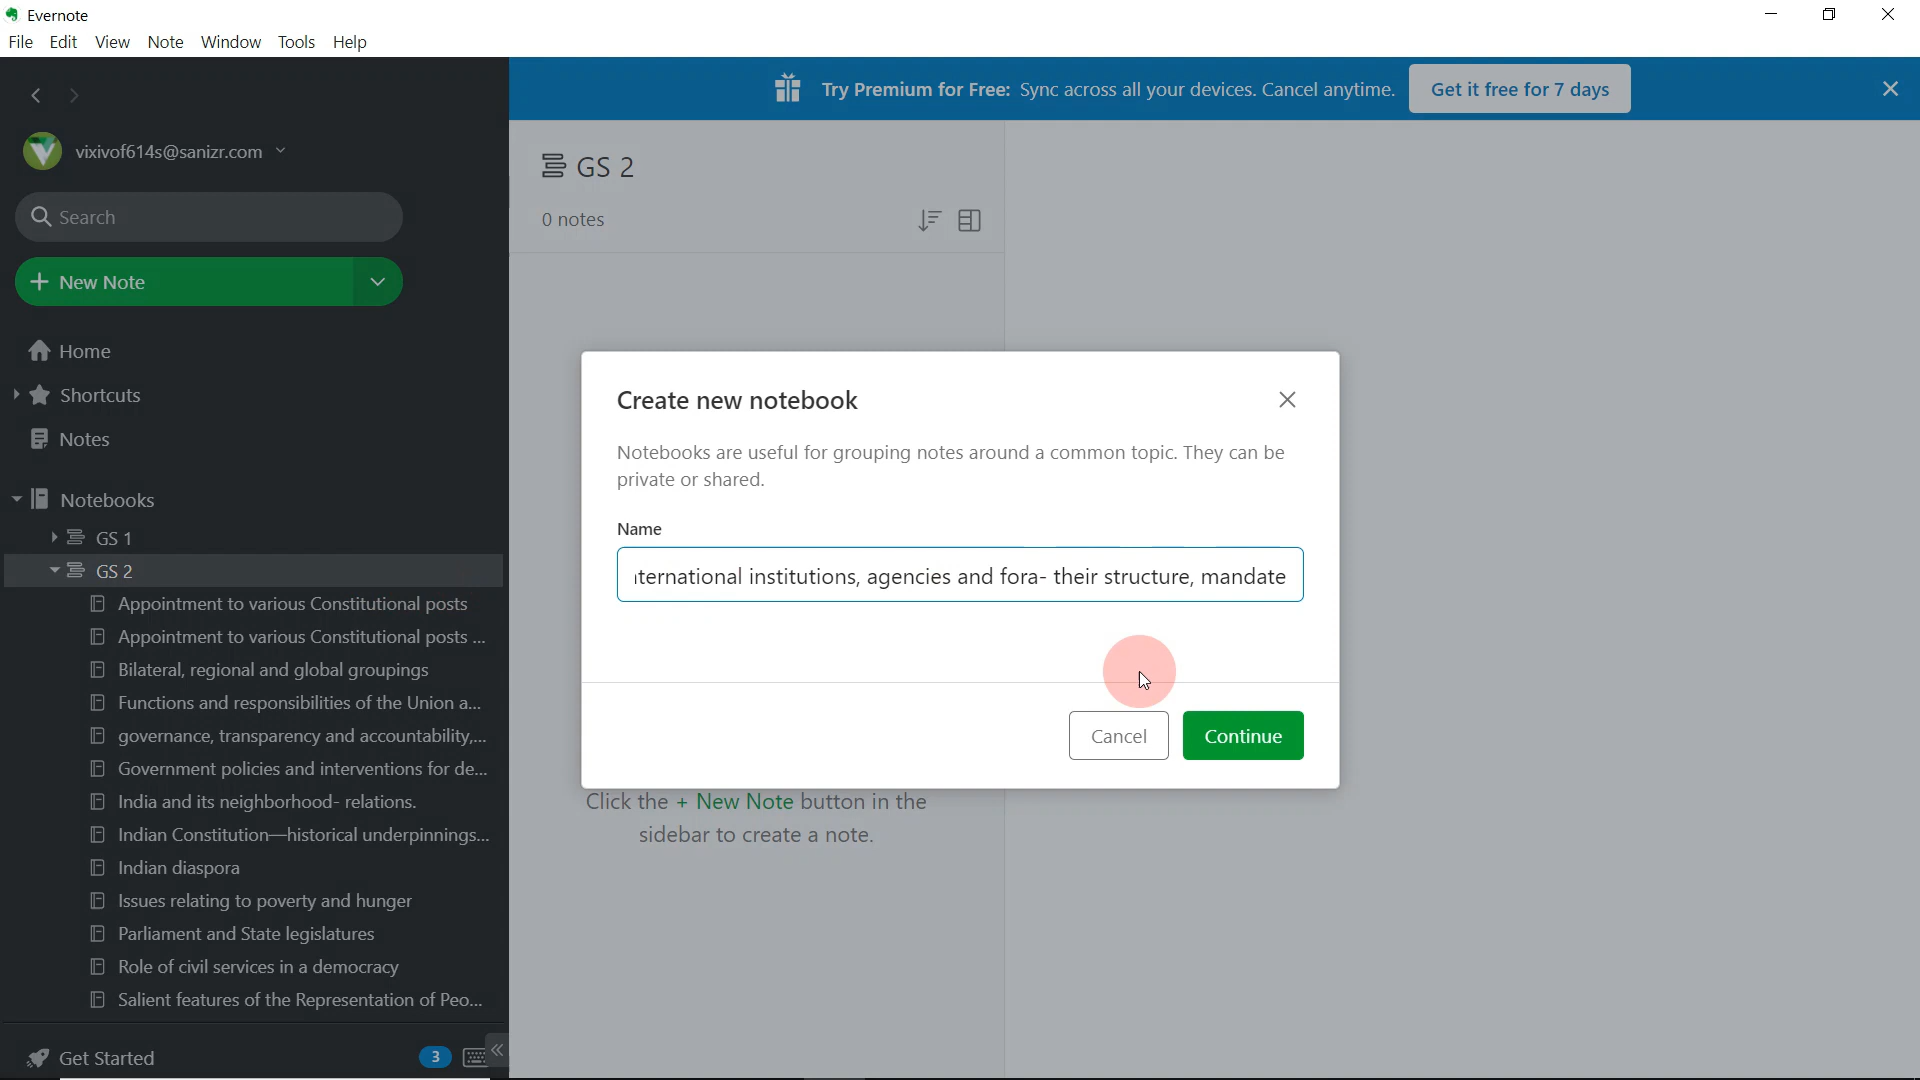 Evernote
File Edit View Note Window Tools Help
Try Premium for Free: Sync across all your devices. Cancel anytime. Get it free for 7 days
vixivof614s@sanizr.com
Search
New Note
Home
Shortcuts
Notes
Notebooks
GS 1
GS 2
Appointment to various Constitutional posts
Appointment to various Constitutional posts ...
Bilateral, regional and global groupings
Functions and responsibilities of the Union a...
governance, transparency and accountability,...
Government policies and interventions for de...
India and its neighborhood- relations.
Indian Constitution—historical underpinnings...
Indian diaspora
Issues relating to poverty and hunger
Parliament and State legislatures
Role of civil services in a democracy
Salient features of the Representation of Peo...
Get Started
3
GS 2
0 notes
Create new notebook
Notebooks are useful for grouping notes around a common topic. They can be
private or shared.
Name
institutions, agencies and fora- their structure, mandate
Cancel Continue
Click the + New Note button in the
sidebar to create a note.